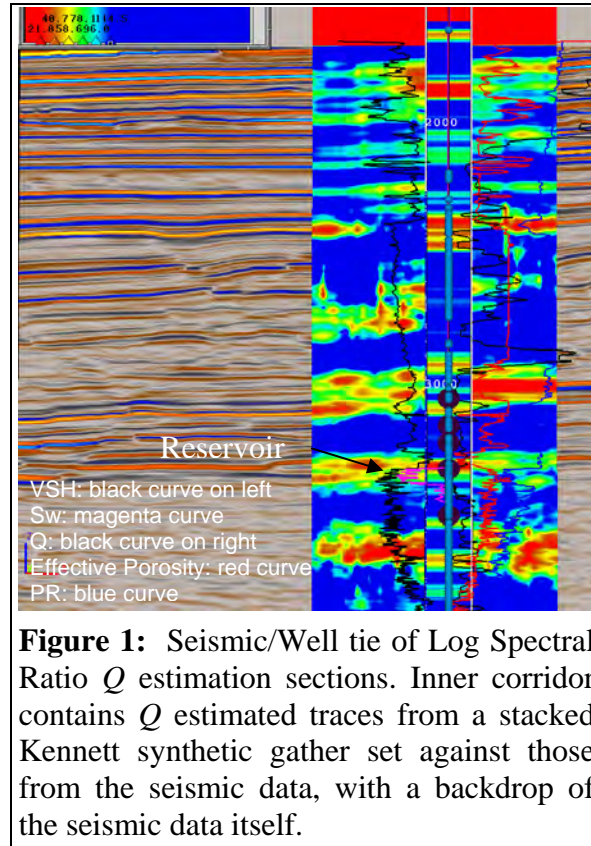 2000
3000
Reservoir
VSH: black curve on left
Sw: magenta curve
Q: black curve on right
Effective Porosity: red curve
PR: blue curve
Figure 1: Seismic/Well tie of Log Spectral
Ratio Q estimation sections. Inner corridor
contains Q estimated traces from a stacked
Kennett synthetic gather set against those
from the seismic data, with a backdrop of
the seismic data itself.